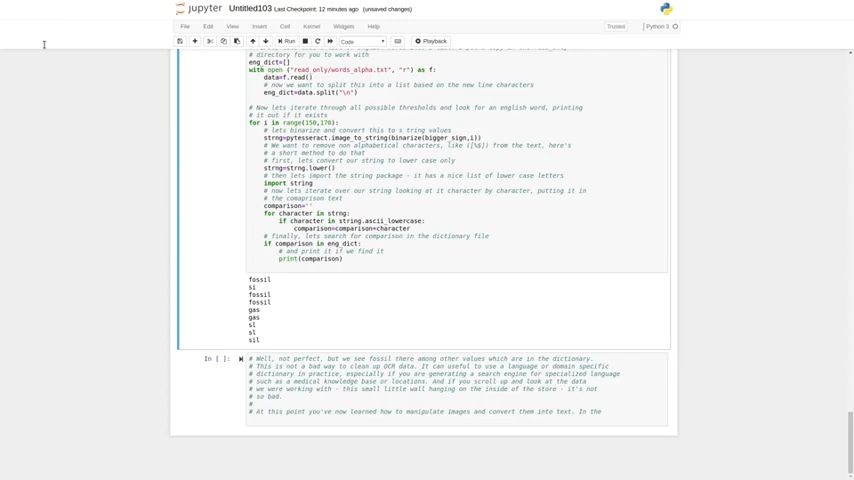 jupyter Untitled103 Last Checkpoint: 12 minutes ago (unsaved changes)
File Edit View Insert Cell Kernel Widgets Help Trusted Python 3
Run Code Playback
# directory for you to work with
eng_dict=[]
with open ("read_only/words_alpha.txt", "r") as f:
data=f.read()
# now we want to split this into a list based on the new line characters
eng_dict=data.split("\n")
# Now lets iterate through all possible thresholds and look for an english word, printing
# it out if it exists
for i in range(150,170):
# lets binarize and convert this to s tring values
strng=pytesseract.image_to_string(binarize(bigger_sign,i))
# We want to remove non alphabetical characters, like ([%$]) from the text, here's
# a short method to do that
# first, lets convert our string to lower case only
strng=strng.lower()
# then lets import the string package - it has a nice list of lower case letters
import string
# now lets iterate over our string looking at it character by character, putting it in
# the comaprison text
comparison=''
for character in strng:
if character in string.ascii_lowercase:
comparison=comparison+character
# finally, lets search for comparison in the dictionary file
if comparison in eng_dict:
# and print it if we find it
print(comparison)
fossil
si
fossil
fossil
gas
gas
sl
sl
sil
In [ ]: # Well, not perfect, but we see fossil there among other values which are in the dictionary.
# This is not a bad way to clean up OCM data. It can useful to use a language or domain specific
# dictionary in practice, especially if you are generating a search engine for specialized language
# such as a medical knowledge base or locations. And if you scroll up and look at the data
# we were working with - this small little wall hanging on the inside of the store - it's not
# so bad.
#
# At this point you've now learned how to manipulate images and convert them into text. In the